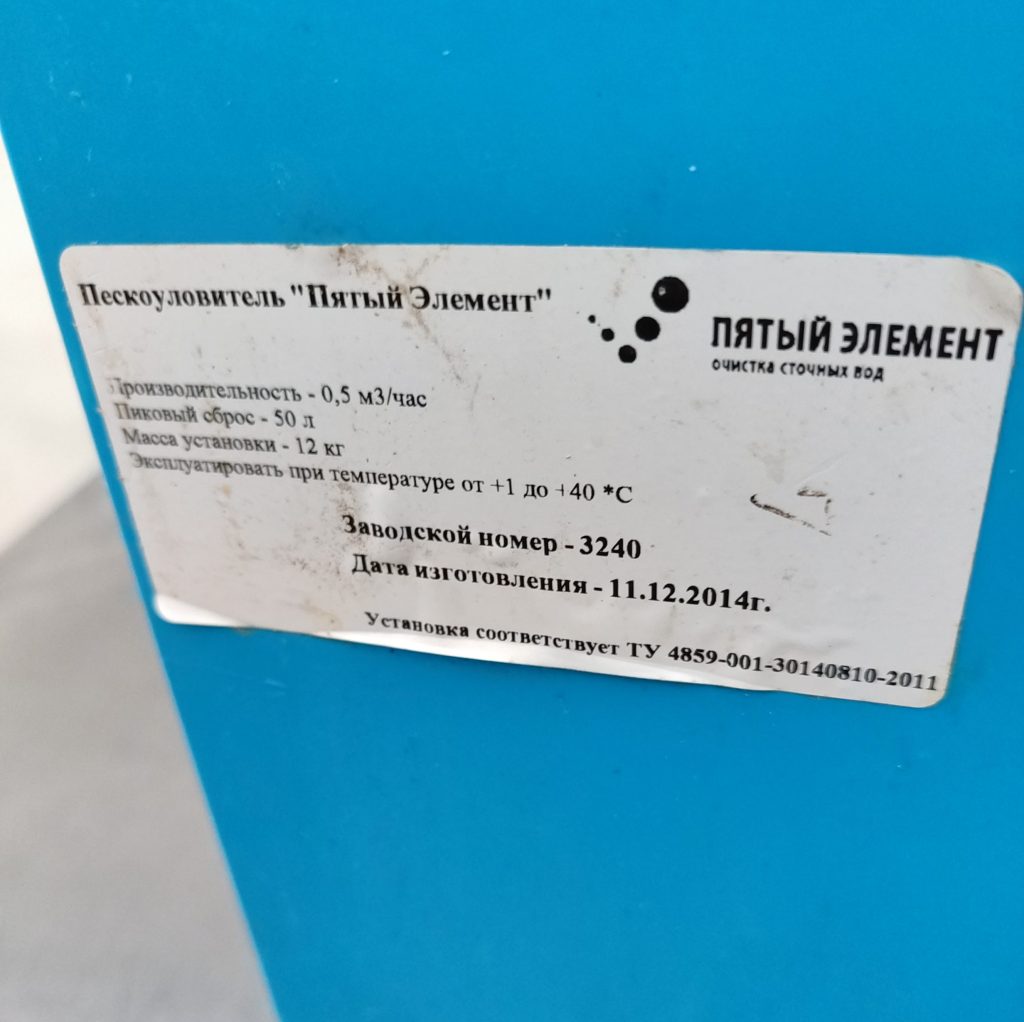 Пескоуловитель "Пятый Элемент"
ПЯТЫЙ ЭЛЕМЕНТ
очистка сточных вод
Производительность - 0,5 м3/час
Пиковый сброс - 50 л
Масса установки - 12 кг
Эксплуатировать при температуре от +1 до +40 *С
Заводской номер - 3240
Дата изготовления - 11.12.2014г.
Установка соответствует ТУ 4859-001-30140810-2011